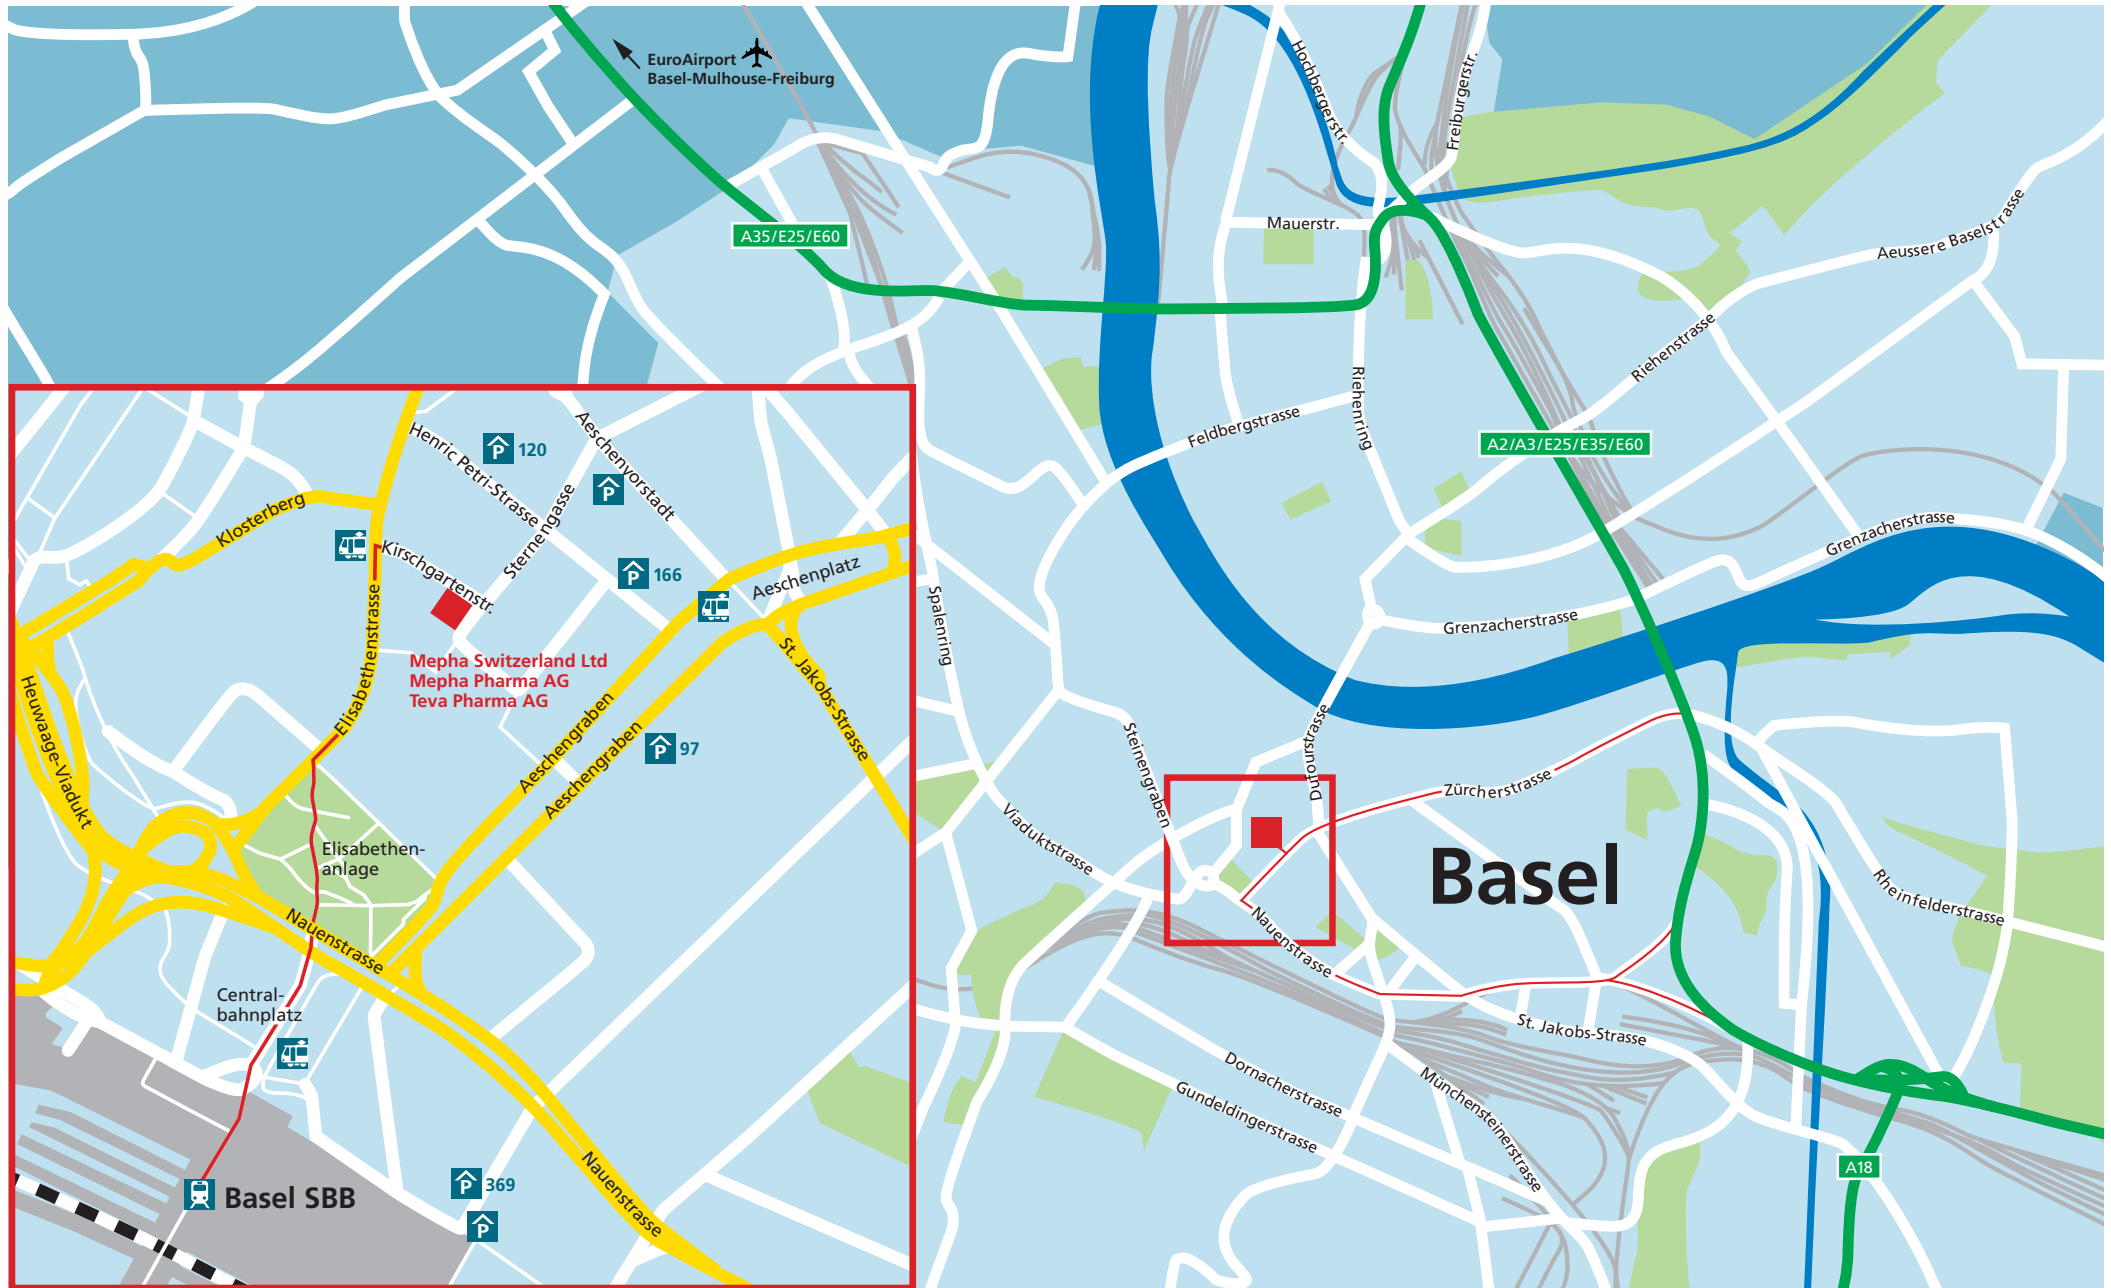 EuroAirport
Basel-Mulhouse-Freiburg
Hochbergerstr.
Freiburgerstr.
A35/E25/E60
Mauerstr.
Aeussere Baselstrasse
Riehenstrasse
Riehenring
Feldbergstrasse
A2/A3/E25/E35/E60
Grenzacherstrasse
Grenzacherstrasse
Spalenring
Steinengraben
Dufourstrasse
Zürcherstrasse
Viaduktstrasse
Basel
Nauenstrasse
Rheinfelderstrasse
St. Jakobs-Strasse
Dornacherstrasse
Gundeldingerstrasse
Münchensteinerstrasse
A18
Henric Petri-Strasse
P 120
Aeschenvorstadt
P
Klosterberg
Sternengasse
Kirschgartenstr.
P 166
Aeschenplatz
Elisabethenstrasse
Mepha Switzerland Ltd
Mepha Pharma AG
Teva Pharma AG
St. Jakobs-Strasse
Heuwaage-Viadukt
Aeschengraben
Aeschengraben
P 97
Elisabethen-
anlage
Nauenstrasse
Central-
bahnplatz
Nauenstrasse
P 369
P
Basel SBB